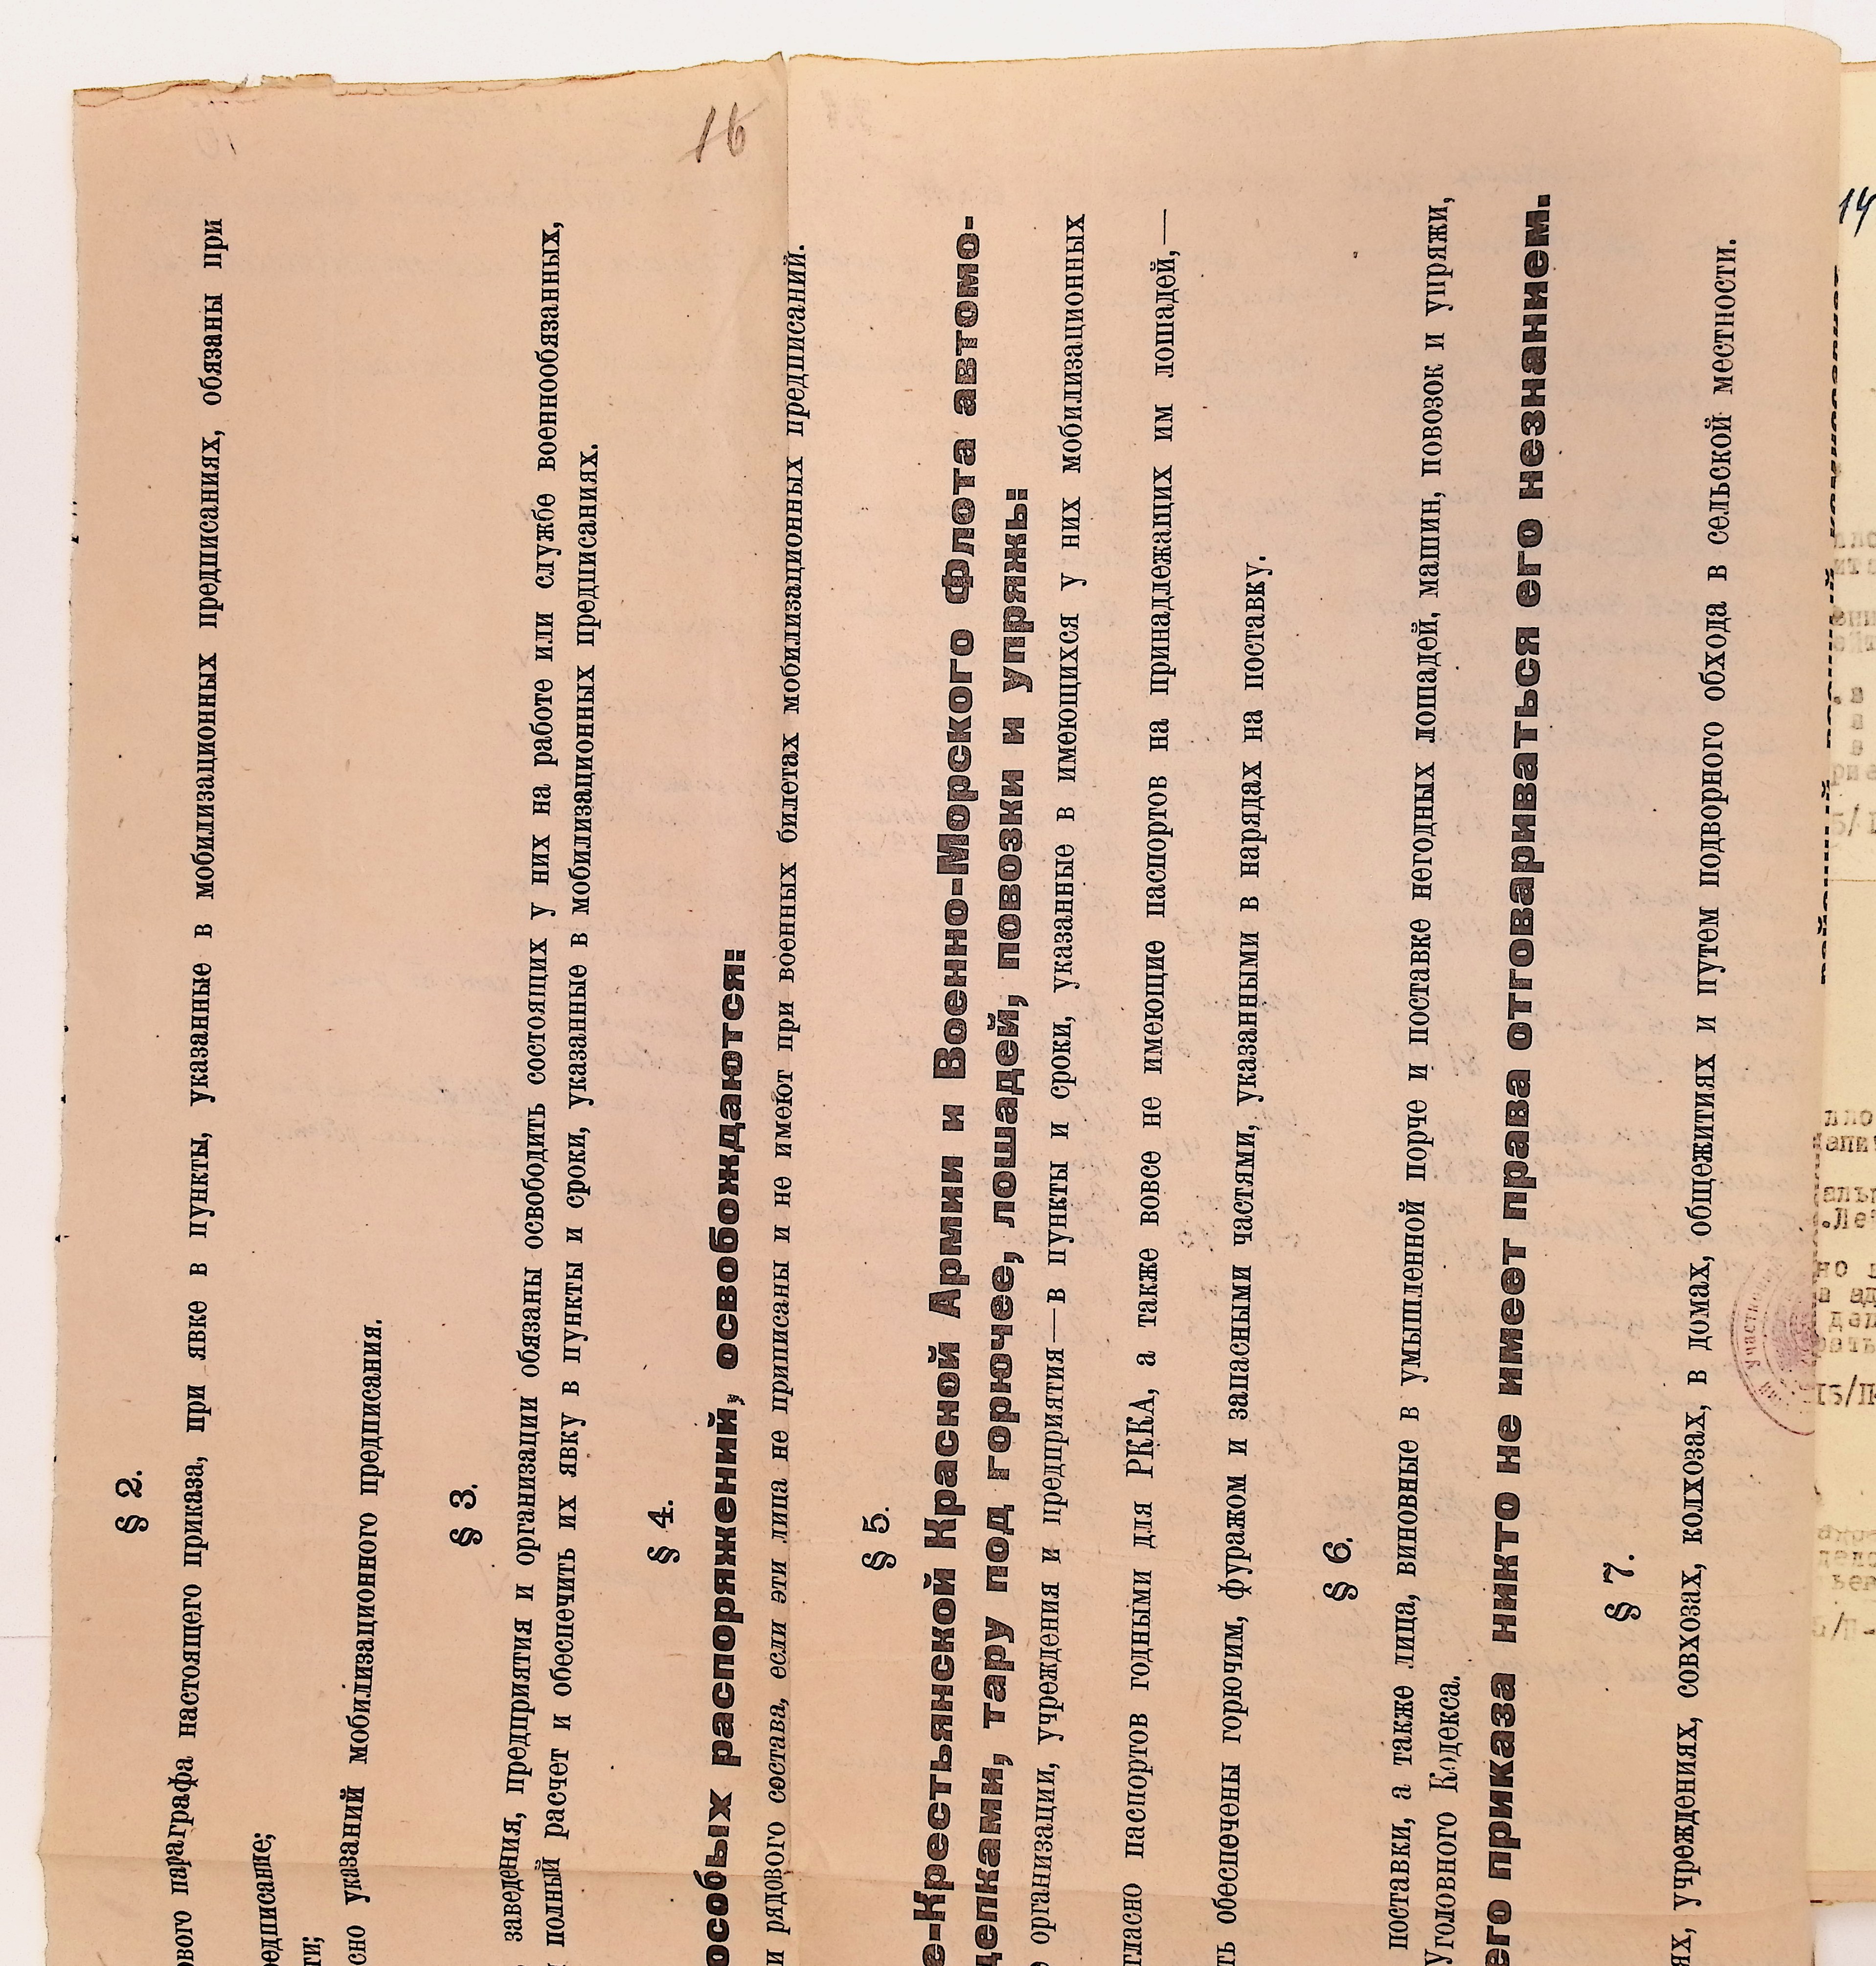 16
§ 2.
ового параграфа настоящего приказа, при явке в пункты, указанные в мобилизационных предписаниях, обязаны при
едписание;
ти;
сно указаний мобилизационного предписания.
§ 3.
заведения, предприятия и организации обязаны освободить состоящих у них на работе или службе военнообязанных,
полный расчет и обеспечить их явку в пункты и сроки, указанные в мобилизационных предписаниях.
§ 4.
особых распоряжений, освобождаются:
и рядового состава, если эти лица не приписаны и не имеют при военных билетах мобилизационных предписаний.
§ 5.
е-Крестьянской Красной Армии и Военно-Морского Флота автомо-
цепками, тару под горючее, лошадей, повозки и упряжь:
организации, учреждения и предприятия—в пункты и сроки, указанные в имеющихся у них мобилизационных
гласно паспортов годными для РККА, а также вовсе не имеющие паспортов на принадлежащих им лошадей,—
ть обеспечены горючим, фуражом и запасными частями, указанными в нарядах на поставку.
§ 6.
поставки, а также лица, виновные в умышленной порче и поставке негодных лошадей, машин, повозок и упряжи,
Уголовного Кодекса.
его приказа никто не имеет права отговариваться его незнанием.
§ 7.
ях, учреждениях, совхозах, колхозах, в домах, общежитиях и путем подворного обхода в сельской местности.
14